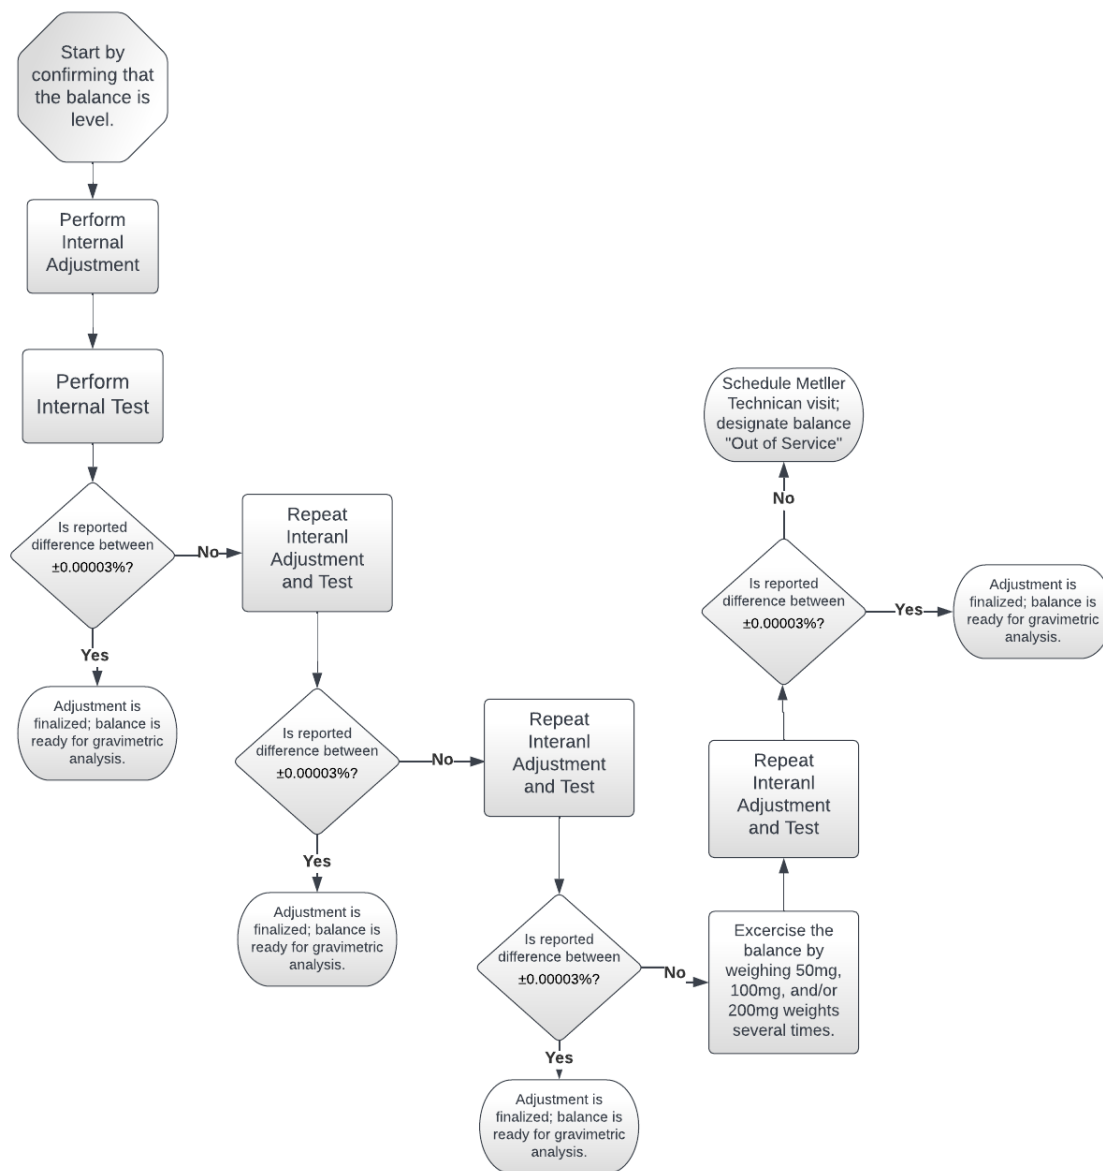 Start by
confirming that
the balance is
level.
Perform
Internal
Adjustment
Perform
Internal Test
Is reported
difference between
±0.00003%?
No
Yes
Adjustment is
finalized; balance is
ready for gravimetric
analysis.
Repeat
Interanl
Adjustment
and Test
Is reported
difference between
±0.00003%?
No
Yes
Adjustment is
finalized; balance is
ready for gravimetric
analysis.
Repeat
Interanl
Adjustment
and Test
Is reported
difference between
±0.00003%?
No
Yes
Adjustment is
finalized; balance is
ready for gravimetric
analysis.
Excercise the
balance by
weighing 50mg,
100mg, and/or
200mg weights
several times.
Repeat
Interanl
Adjustment
and Test
Is reported
difference between
±0.00003%?
No
Schedule Metller
Technican visit;
designate balance
"Out of Service"
Yes
Adjustment is
finalized; balance is
ready for gravimetric
analysis.